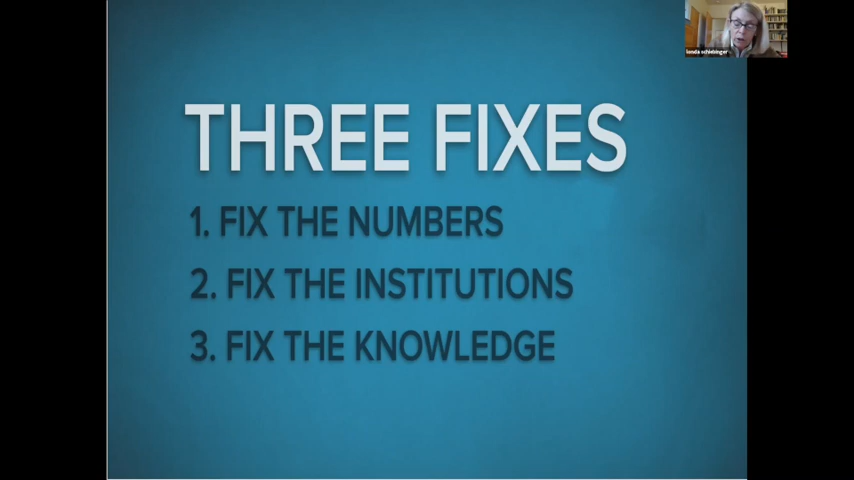 londa schiebinger
THREE FIXES
1. FIX THE NUMBERS
2. FIX THE INSTITUTIONS
3. FIX THE KNOWLEDGE